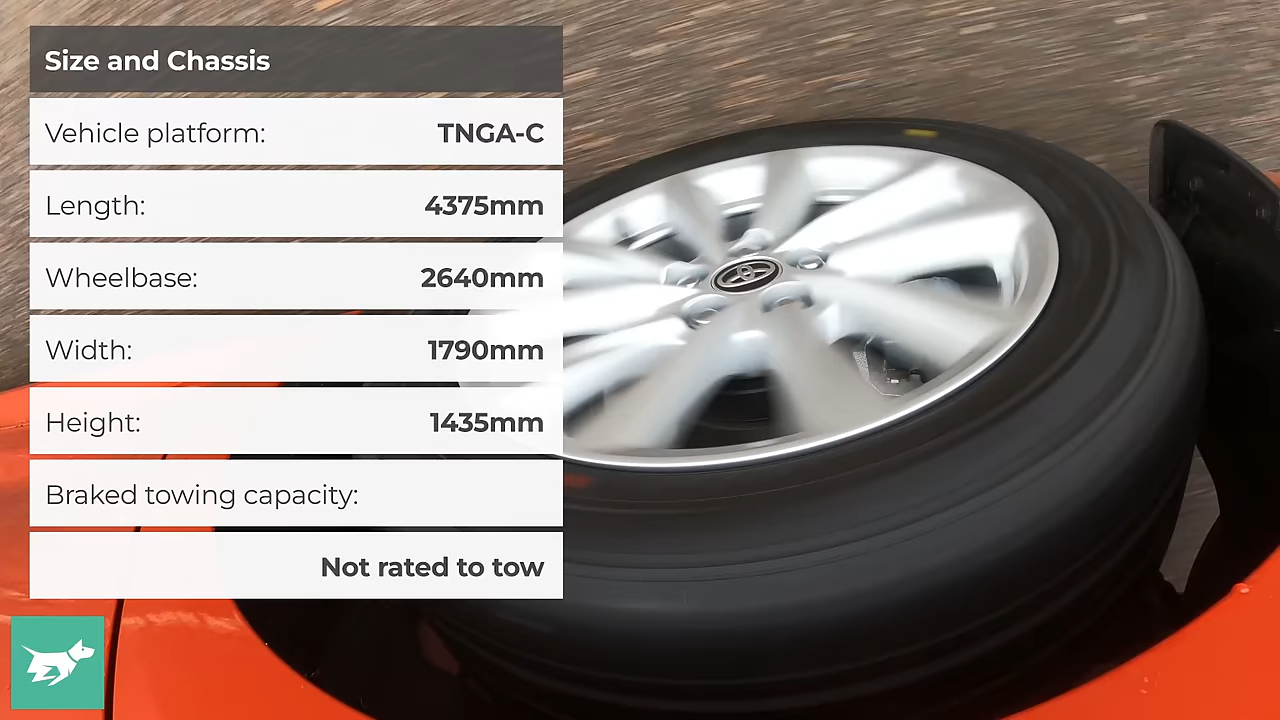 Size and Chassis
Vehicle platform: TNGA-C
Length: 4375mm
Wheelbase: 2640mm
Width: 1790mm
Height: 1435mm
Braked towing capacity:
Not rated to tow